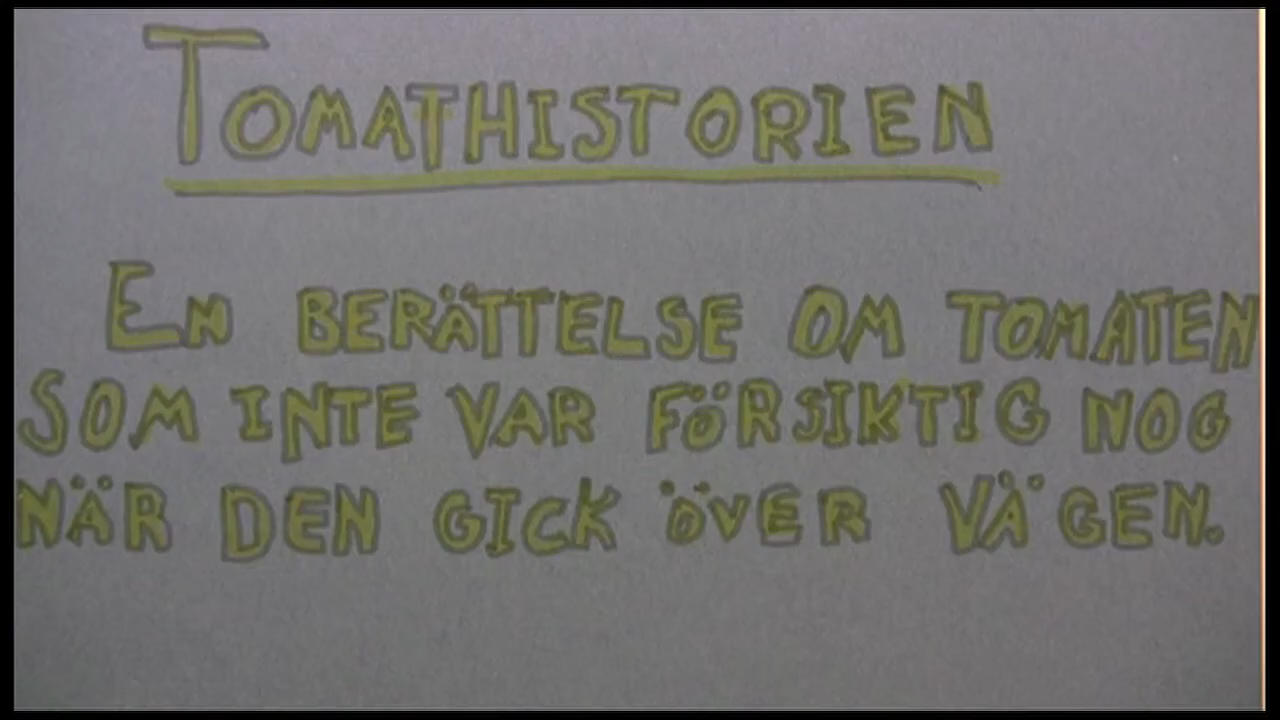 TOMATHISTORIEN
EN BERÄTTELSE OM TOMATEN
SOM INTE VAR FÖRSIKTIG NOG
NÄR DEN GICK ÖVER VÄGEN.